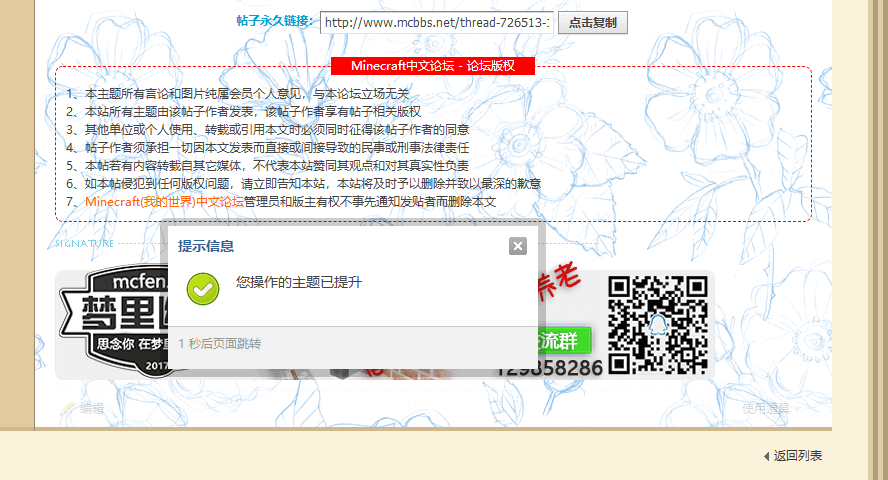 帖子永久链接: http://www.mcbbs.net/thread-726513- 点击复制
Minecraft中文论坛 - 论坛版权
1、本主题所有言论和图片纯属会员个人意见，与本论坛立场无关
2、本站所有主题由该帖子作者发表，该帖子作者享有帖子相关版权
3、其他单位或个人使用、转载或引用本文时必须同时征得该帖子作者的同意
4、帖子作者须承担一切因本文发表而直接或间接导致的民事或刑事法律责任
5、本帖若有内容转载自其它媒体，不代表本站赞同其观点和对其真实性负责
6、如本帖侵犯到任何版权问题，请立即告知本站，本站将及时予以删除并致以最深的歉意
7、Minecraft(我的世界)中文论坛管理员和版主有权不事先通知发贴者而删除本文
SIGNATURE
提示信息
您操作的主题已提升
1 秒后页面跳转
mcfen
梦里
思念你 在梦
2017
养老
流群
129858286
编辑 使用道具
返回列表